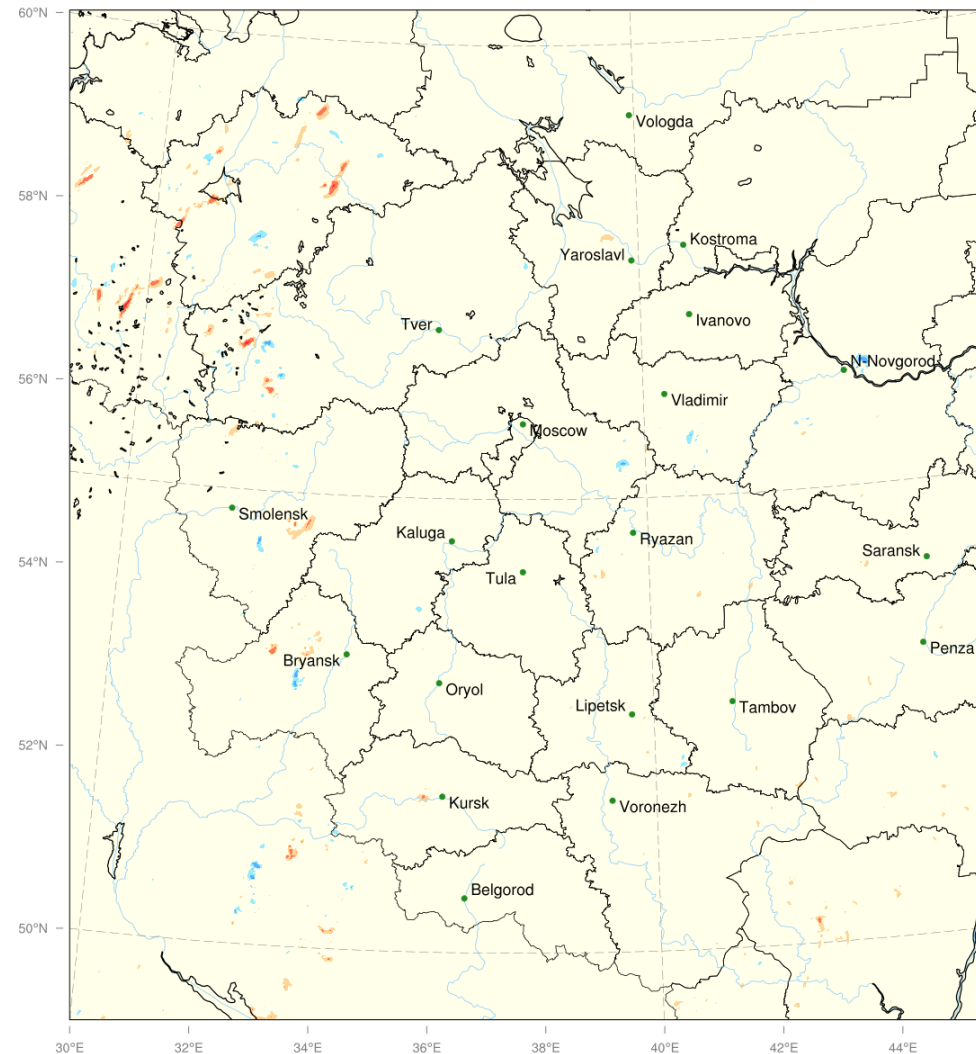 60°N
Vologda
58°N
Kostroma
Yaroslavl
Ivanovo
Tver
N-Novgorod
56°N
Vladimir
Moscow
Smolensk
Kaluga
Ryazan
Saransk
54°N
Tula
Penza
Bryansk
Oryol
Lipetsk
Tambov
52°N
Kursk
Voronezh
Belgorod
50°N
30°E 32°E 34°E 36°E 38°E 40°E 42°E 44°E